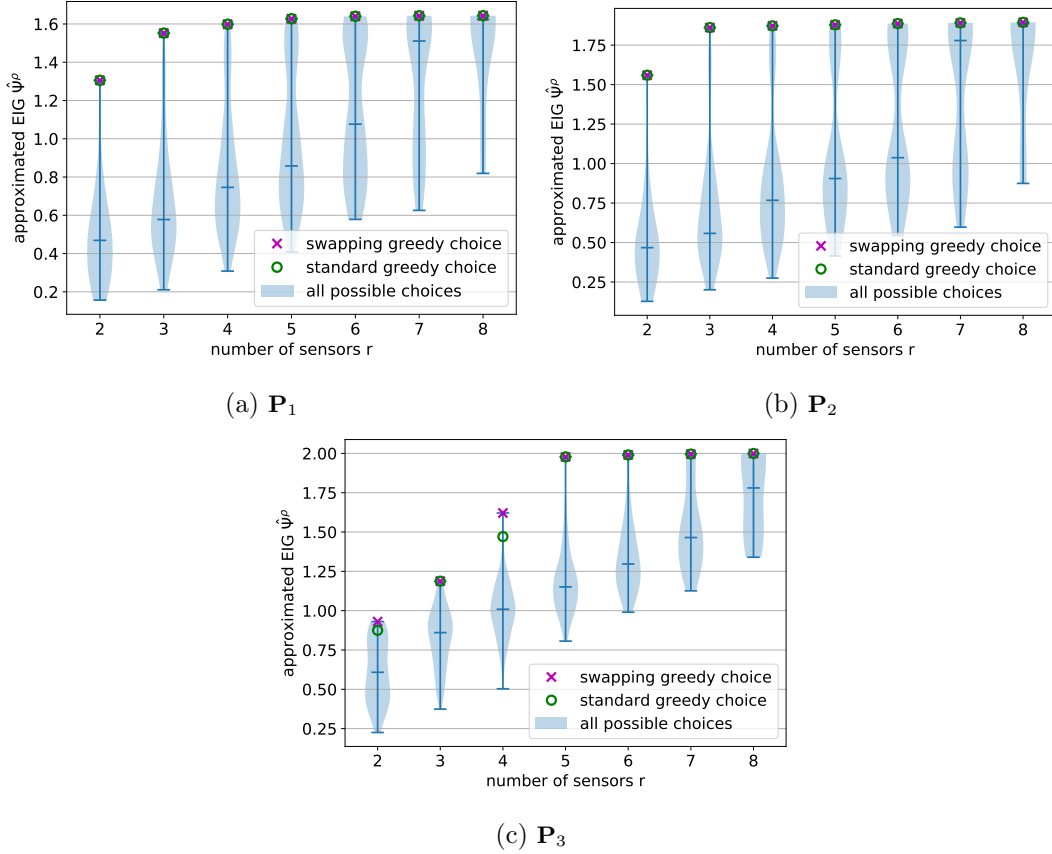 1.6
1.4
1.2
1.0
0.8
0.6
0.4
0.2
approximated EIG Ψ̂^ρ
swapping greedy choice
standard greedy choice
all possible choices
2 3 4 5 6 7 8
number of sensors r
(a) P₁
1.75
1.50
1.25
1.00
0.75
0.50
0.25
approximated EIG Ψ̂^ρ
swapping greedy choice
standard greedy choice
all possible choices
2 3 4 5 6 7 8
number of sensors r
(b) P₂
2.00
1.75
1.50
1.25
1.00
0.75
0.50
0.25
approximated EIG Ψ̂^ρ
swapping greedy choice
standard greedy choice
all possible choices
2 3 4 5 6 7 8
number of sensors r
(c) P₃